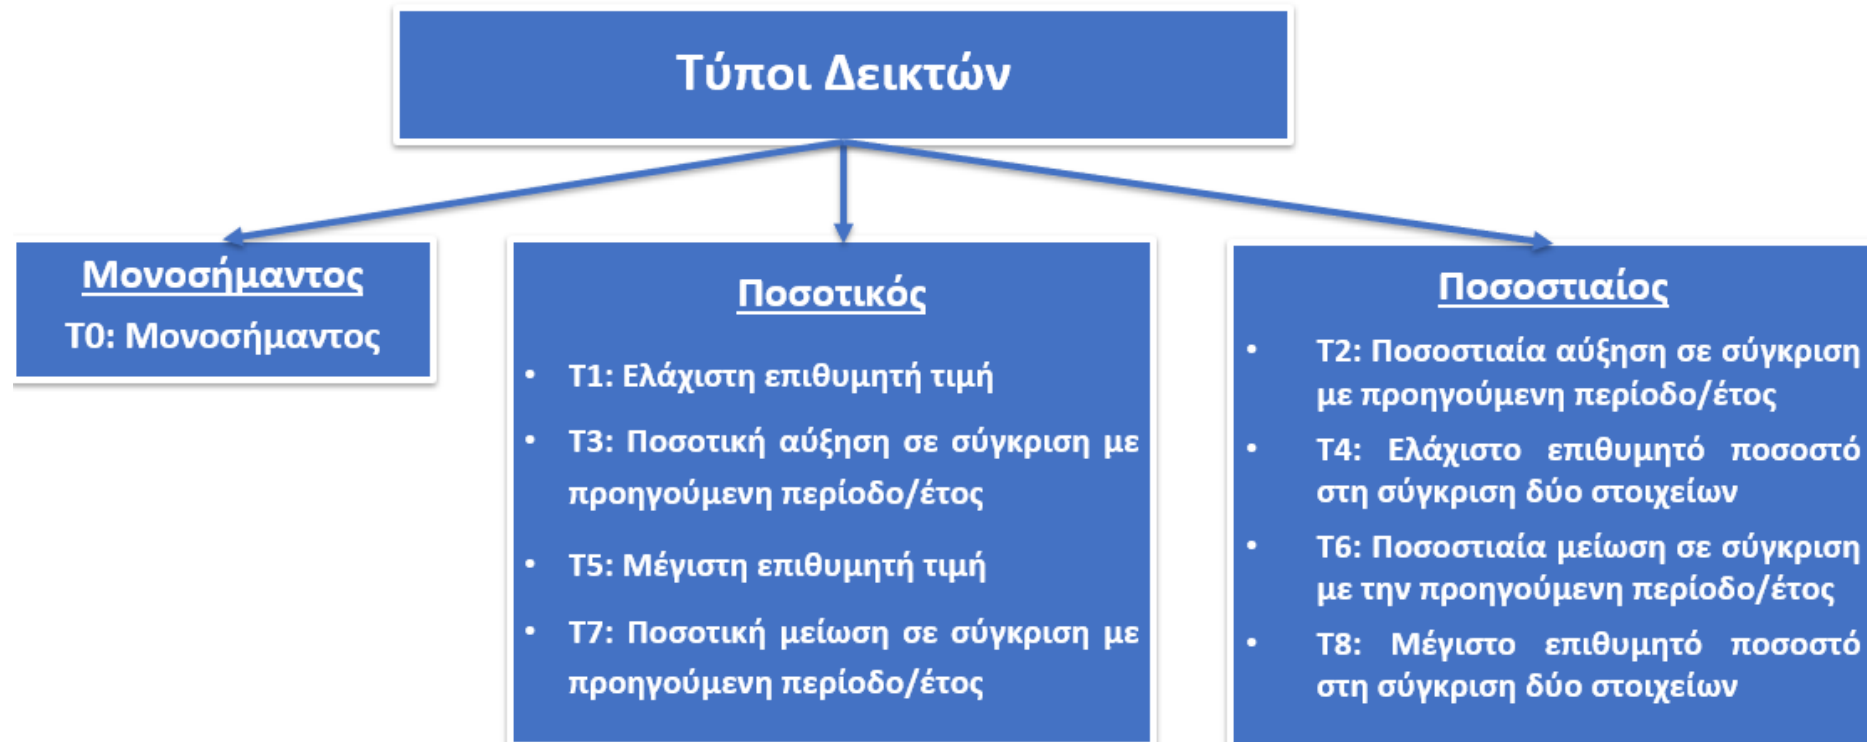 Τύποι Δεικτών
Μονοσήμαντος
Τ0: Μονοσήμαντος
Ποσοτικός
• Τ1: Ελάχιστη επιθυμητή τιμή
• Τ3: Ποσοτική αύξηση σε σύγκριση με
προηγούμενη περίοδο/έτος
• Τ5: Μέγιστη επιθυμητή τιμή
• Τ7: Ποσοτική μείωση σε σύγκριση με
προηγούμενη περίοδο/έτος
Ποσοστιαίος
• Τ2: Ποσοστιαία αύξηση σε σύγκριση
με προηγούμενη περίοδο/έτος
• Τ4: Ελάχιστο επιθυμητό ποσοστό
στη σύγκριση δύο στοιχείων
• Τ6: Ποσοστιαία μείωση σε σύγκριση
με την προηγούμενη περίοδο/έτος
• Τ8: Μέγιστο επιθυμητό ποσοστό
στη σύγκριση δύο στοιχείων